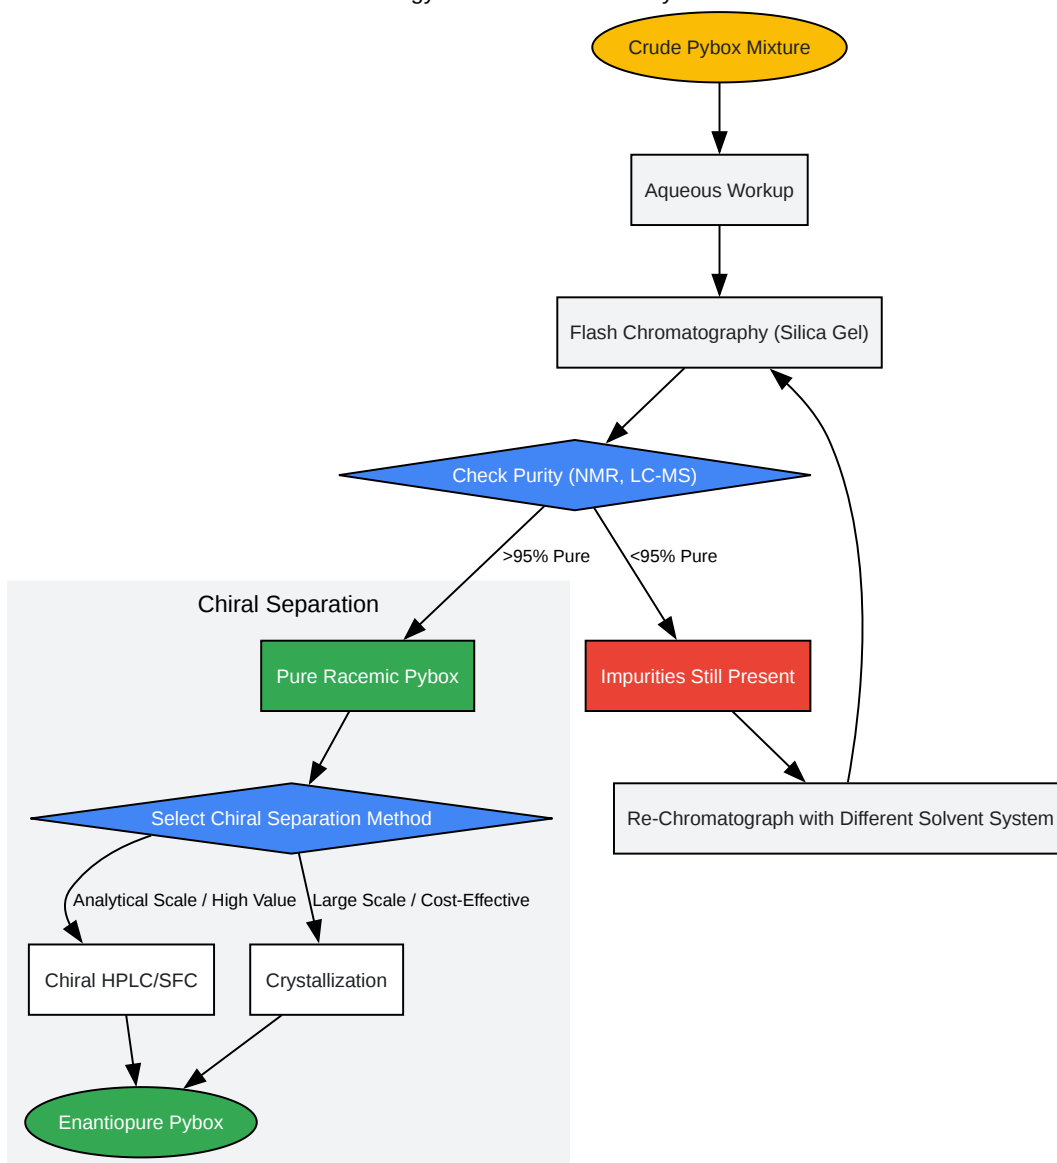 Crude Pybox Mixture
Aqueous Workup
Flash Chromatography (Silica Gel)
Check Purity (NMR, LC-MS)
>95% Pure
<95% Pure
Chiral Separation
Pure Racemic Pybox
Impurities Still Present
Select Chiral Separation Method
Re-Chromatograph with Different Solvent System
Analytical Scale / High Value
Large Scale / Cost-Effective
Chiral HPLC/SFC
Crystallization
Enantiopure Pybox